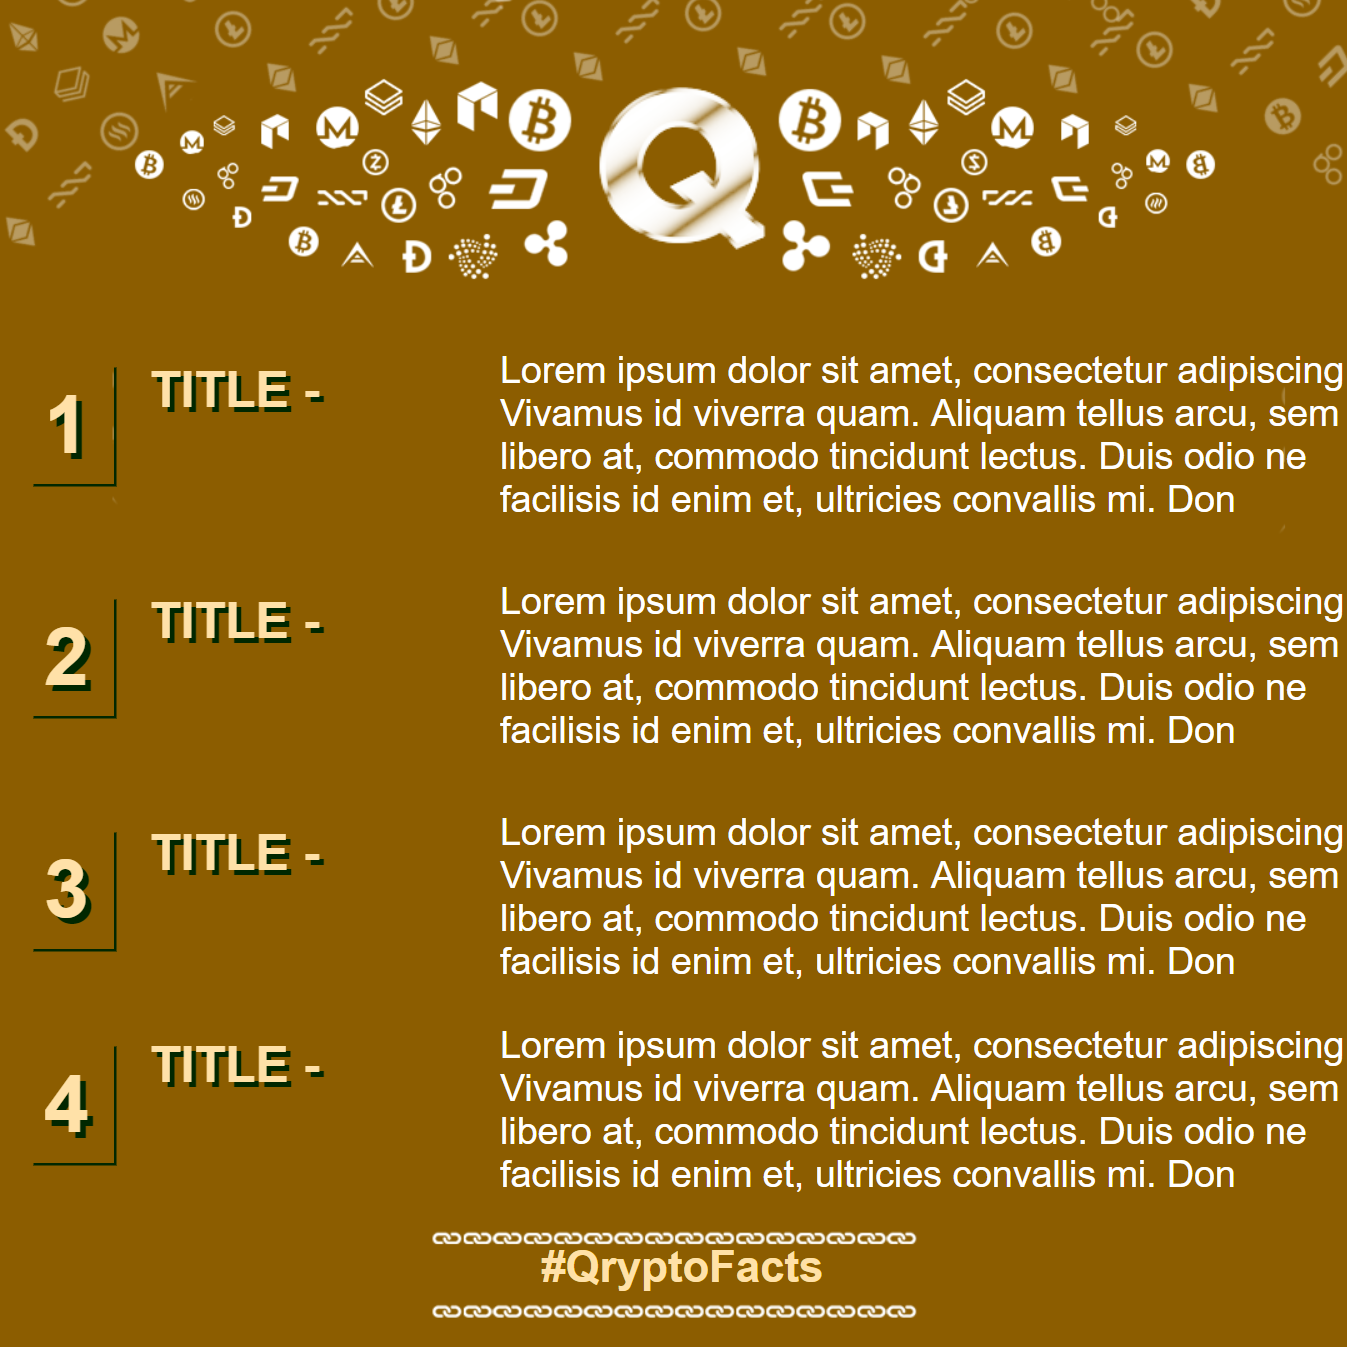 Q
1
TITLE -
Lorem ipsum dolor sit amet, consectetur adipiscing
Vivamus id viverra quam. Aliquam tellus arcu, sem
libero at, commodo tincidunt lectus. Duis odio ne
facilisis id enim et, ultricies convallis mi. Don
2
TITLE -
Lorem ipsum dolor sit amet, consectetur adipiscing
Vivamus id viverra quam. Aliquam tellus arcu, sem
libero at, commodo tincidunt lectus. Duis odio ne
facilisis id enim et, ultricies convallis mi. Don
3
TITLE -
Lorem ipsum dolor sit amet, consectetur adipiscing
Vivamus id viverra quam. Aliquam tellus arcu, sem
libero at, commodo tincidunt lectus. Duis odio ne
facilisis id enim et, ultricies convallis mi. Don
4
TITLE -
Lorem ipsum dolor sit amet, consectetur adipiscing
Vivamus id viverra quam. Aliquam tellus arcu, sem
libero at, commodo tincidunt lectus. Duis odio ne
facilisis id enim et, ultricies convallis mi. Don
#QryptoFacts